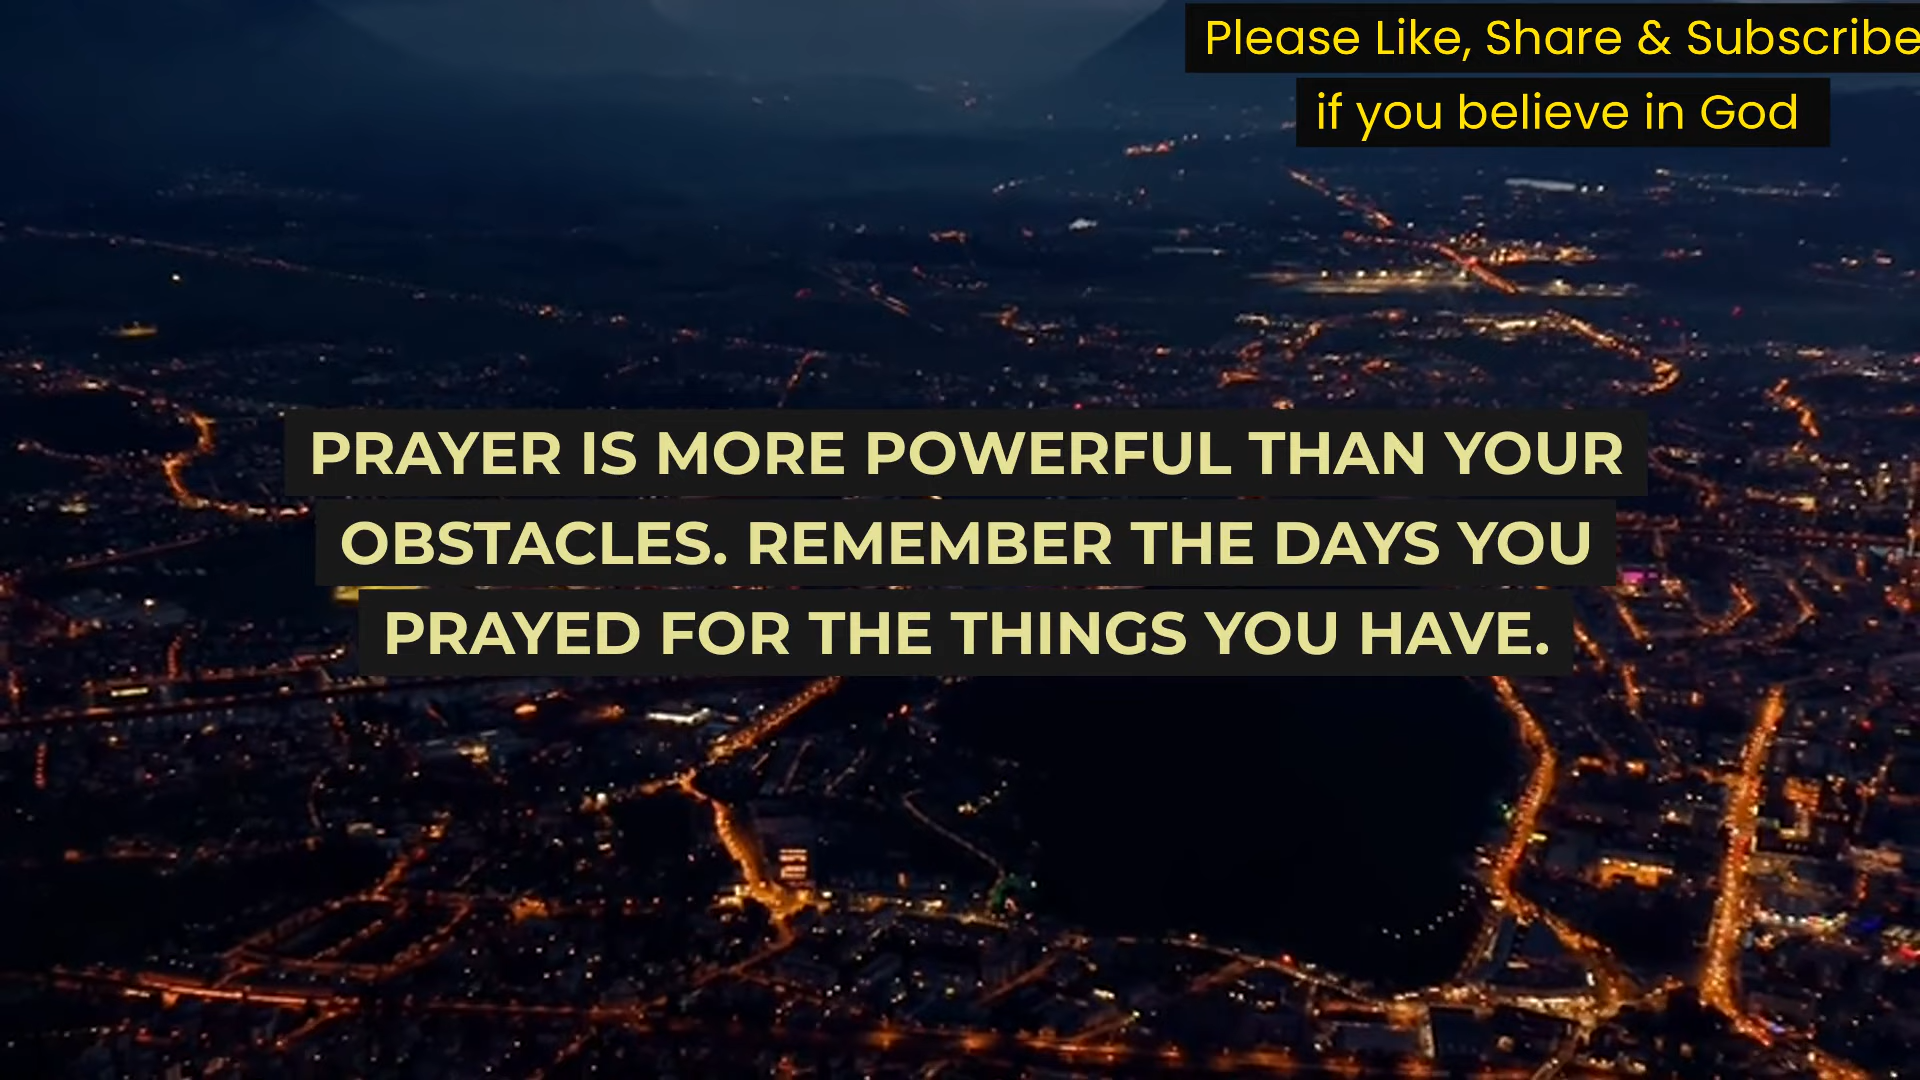 Please Like, Share & Subscribe
if you believe in God
PRAYER IS MORE POWERFUL THAN YOUR
OBSTACLES. REMEMBER THE DAYS YOU
PRAYED FOR THE THINGS YOU HAVE.